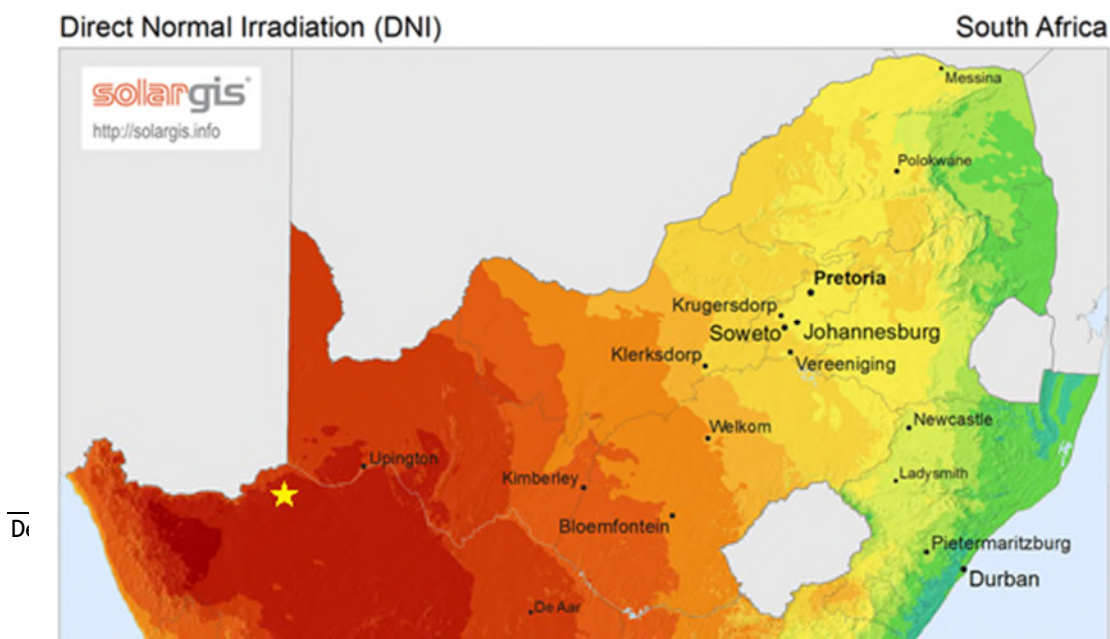 Direct Normal Irradiation (DNI)
South Africa
solargis
http://solargis.info
Messina
Polokwane
Pretoria
Krugersdorp
Soweto
Johannesburg
Klerksdorp
Vereeniging
Newcastle
Welkom
Upington
Ladysmith
Kimberley
Bloemfontein
Pietermaritzburg
Durban
De Aar